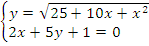 y = √(25 + 10x + x²)
2x + 5y + 1 = 0